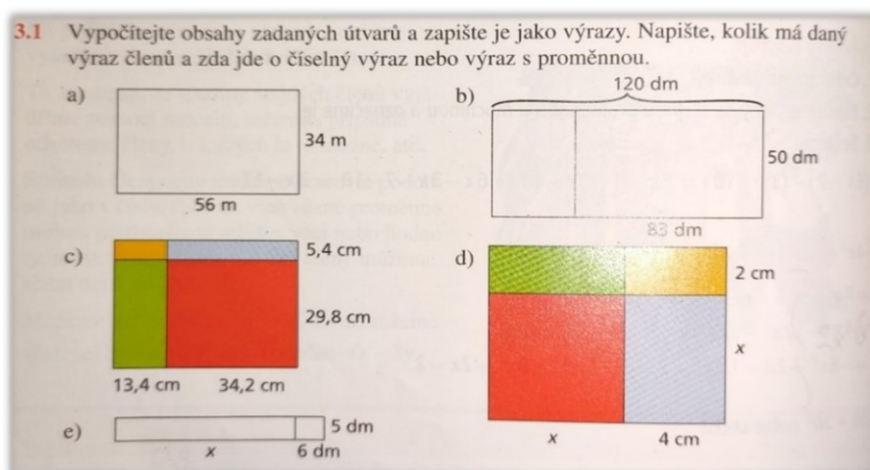 3.1 Vypočítejte obsahy zadaných útvarů a zapište je jako výrazy. Napište, kolik má daný
výraz členů a zda jde o číselný výraz nebo výraz s proměnnou.
a)
34 m
56 m
b)
120 dm
50 dm
83 dm
c)
5,4 cm
29,8 cm
13,4 cm 34,2 cm
d)
2 cm
x
x 4 cm
e)
5 dm
x 6 dm